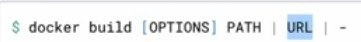 $ docker build [OPTIONS] PATH | URL | -